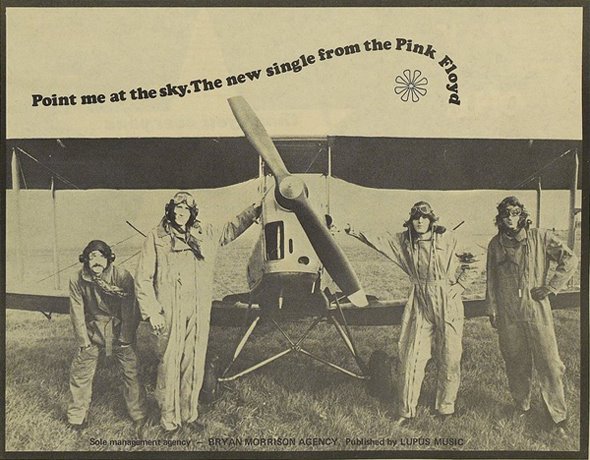 Point me at the sky. The new single from the Pink Floyd
Sole management agency — BRYAN MORRISON AGENCY. Published by LUPUS MUSIC